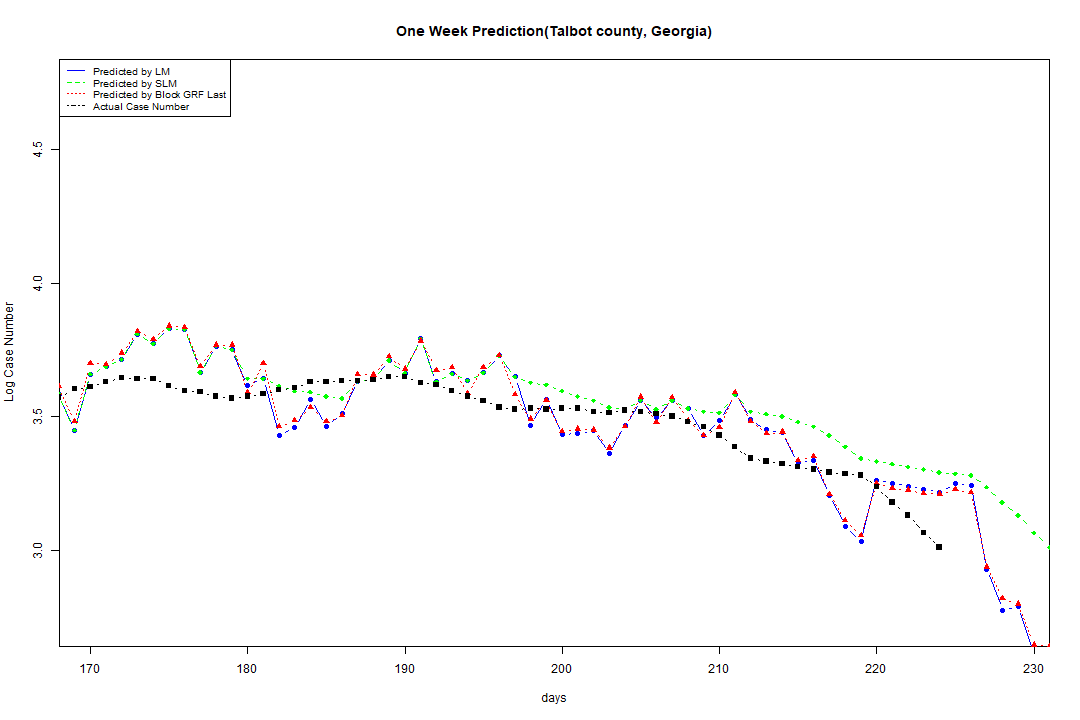 One Week Prediction(Talbot county, Georgia)
Predicted by LM
Predicted by SLM
Predicted by Block GRF Last
Actual Case Number
4.5
4.0
3.5
3.0
Log Case Number
170 180 190 200 210 220 230
days